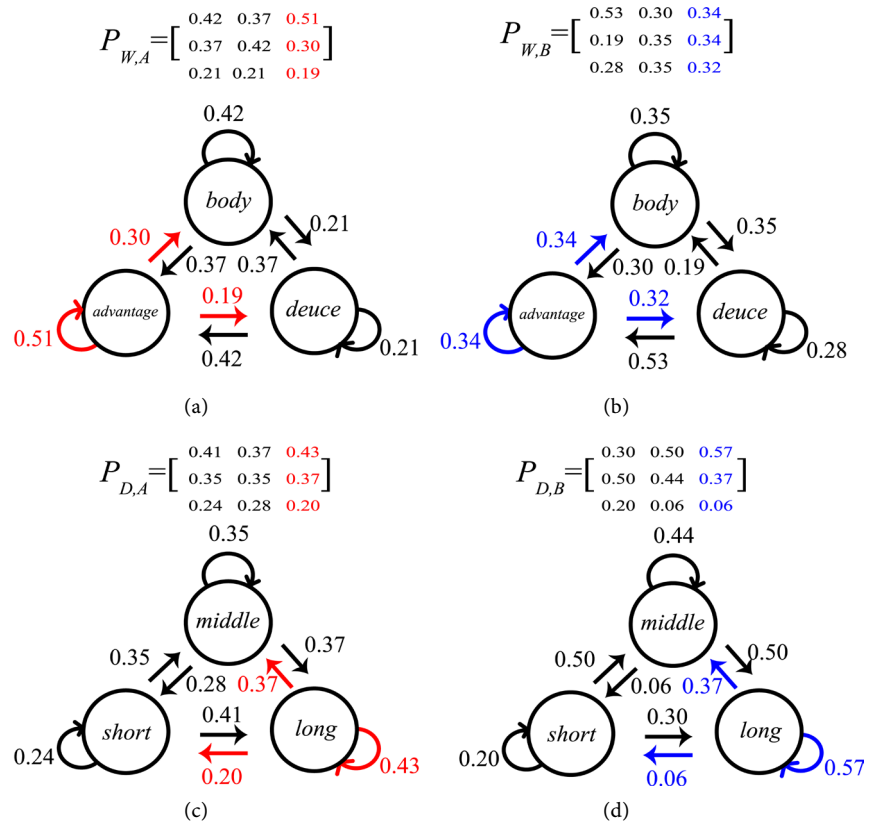 P_{W,A} = [ 0.42 0.37 0.51
0.37 0.42 0.30
0.21 0.21 0.19 ]
0.42
body
0.30
0.21
0.37
0.37
advantage
0.19
deuce
0.51
0.42
0.21
(a)
P_{W,B} = [ 0.53 0.30 0.34
0.19 0.35 0.34
0.28 0.35 0.32 ]
0.35
body
0.34
0.35
0.30
0.19
advantage
0.32
deuce
0.34
0.53
0.28
(b)
P_{D,A} = [ 0.41 0.37 0.43
0.35 0.35 0.37
0.24 0.28 0.20 ]
0.35
middle
0.35
0.37
0.28
0.37
short
0.41
long
0.24
0.20
0.43
(c)
P_{D,B} = [ 0.30 0.50 0.57
0.50 0.44 0.37
0.20 0.06 0.06 ]
0.44
middle
0.50
0.50
0.06
0.37
short
0.30
long
0.20
0.06
0.57
(d)